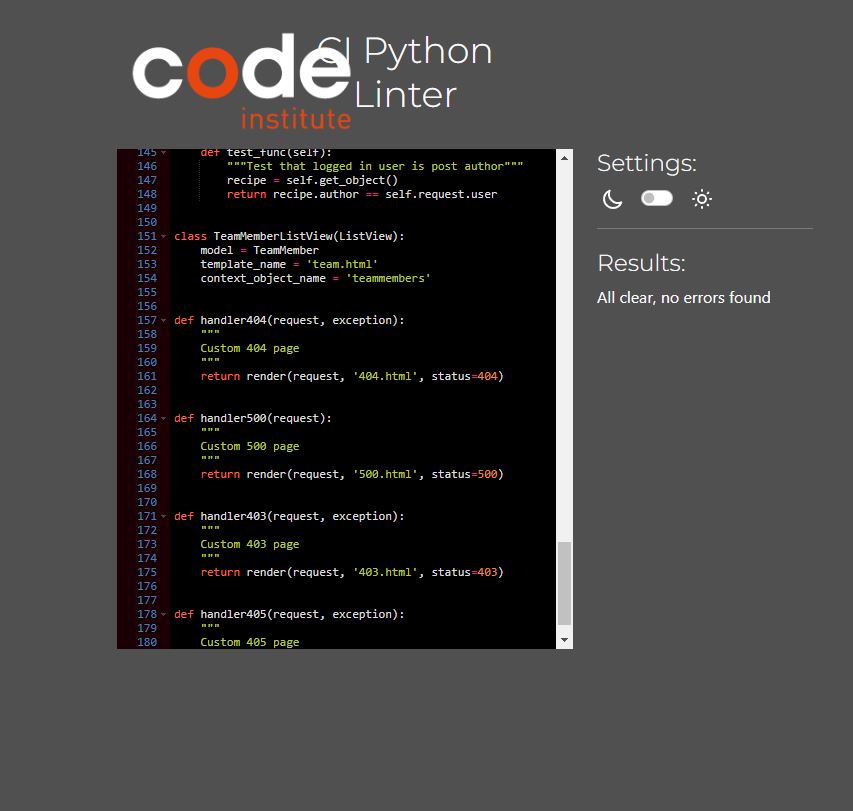 code
institute
CI Python
Linter
145 def test_func(self):
146 """Test that logged in user is post author"""
147 recipe = self.get_object()
148 return recipe.author == self.request.user
149
150
151 class TeamMemberListView(ListView):
152 model = TeamMember
153 template_name = 'team.html'
154 context_object_name = 'teammembers'
155
156
157 def handler404(request, exception):
158 """
159 Custom 404 page
160 """
161 return render(request, '404.html', status=404)
162
163
164 def handler500(request):
165 """
166 Custom 500 page
167 """
168 return render(request, '500.html', status=500)
169
170
171 def handler403(request, exception):
172 """
173 Custom 403 page
174 """
175 return render(request, '403.html', status=403)
176
177
178 def handler405(request, exception):
179 """
180 Custom 405 page
Settings:
Results:
All clear, no errors found